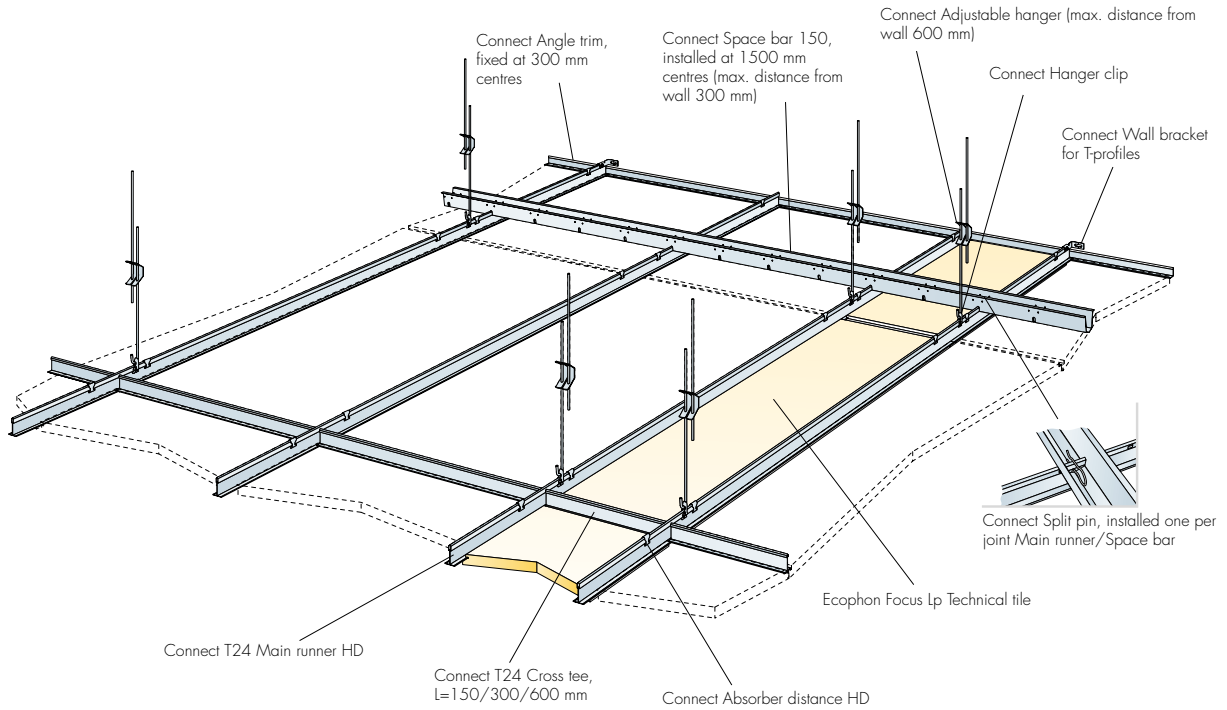 Connect Adjustable hanger (max. distance from
wall 600 mm)
Connect Angle trim,
fixed at 300 mm
centres
Connect Space bar 150,
installed at 1500 mm
centres (max. distance from
wall 300 mm)
Connect Hanger clip
Connect Wall bracket
for T-profiles
Connect Split pin, installed one per
joint Main runner/Space bar
Ecophon Focus Lp Technical tile
Connect T24 Main runner HD
Connect T24 Cross tee,
L=150/300/600 mm
Connect Absorber distance HD